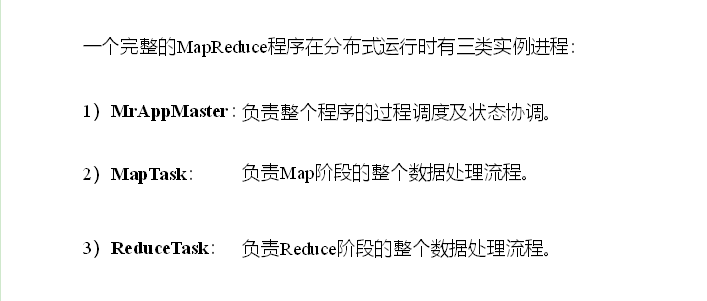 一个完整的MapReduce程序在分布式运行时有三类实例进程：
1）MrAppMaster：负责整个程序的过程调度及状态协调。
2）MapTask： 负责Map阶段的整个数据处理流程。
3）ReduceTask： 负责Reduce阶段的整个数据处理流程。